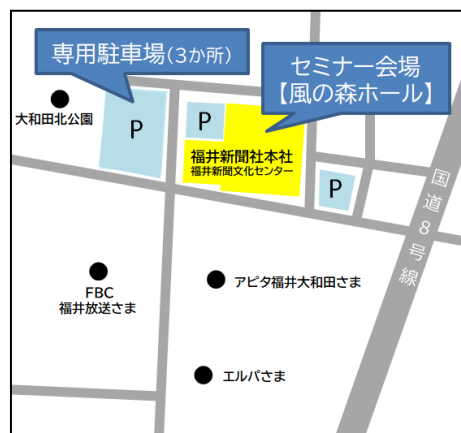 専用駐車場(3か所)
セミナー会場
【風の森ホール】
大和田北公園
P
P
福井新聞社本社
福井新聞文化センター
P
国道8号線
FBC
福井放送さま
アピタ福井大和田さま
エルパさま